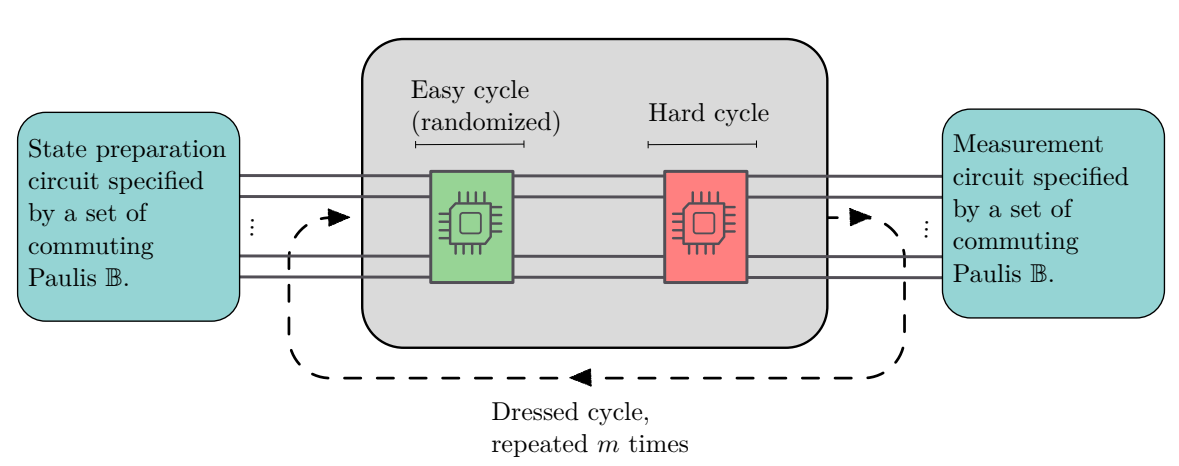 State preparation
circuit specified
by a set of
commuting
Paulis 𝔹.
Easy cycle
(randomized)
Hard cycle
Measurement
circuit specified
by a set of
commuting
Paulis 𝔹.
Dressed cycle,
repeated m times